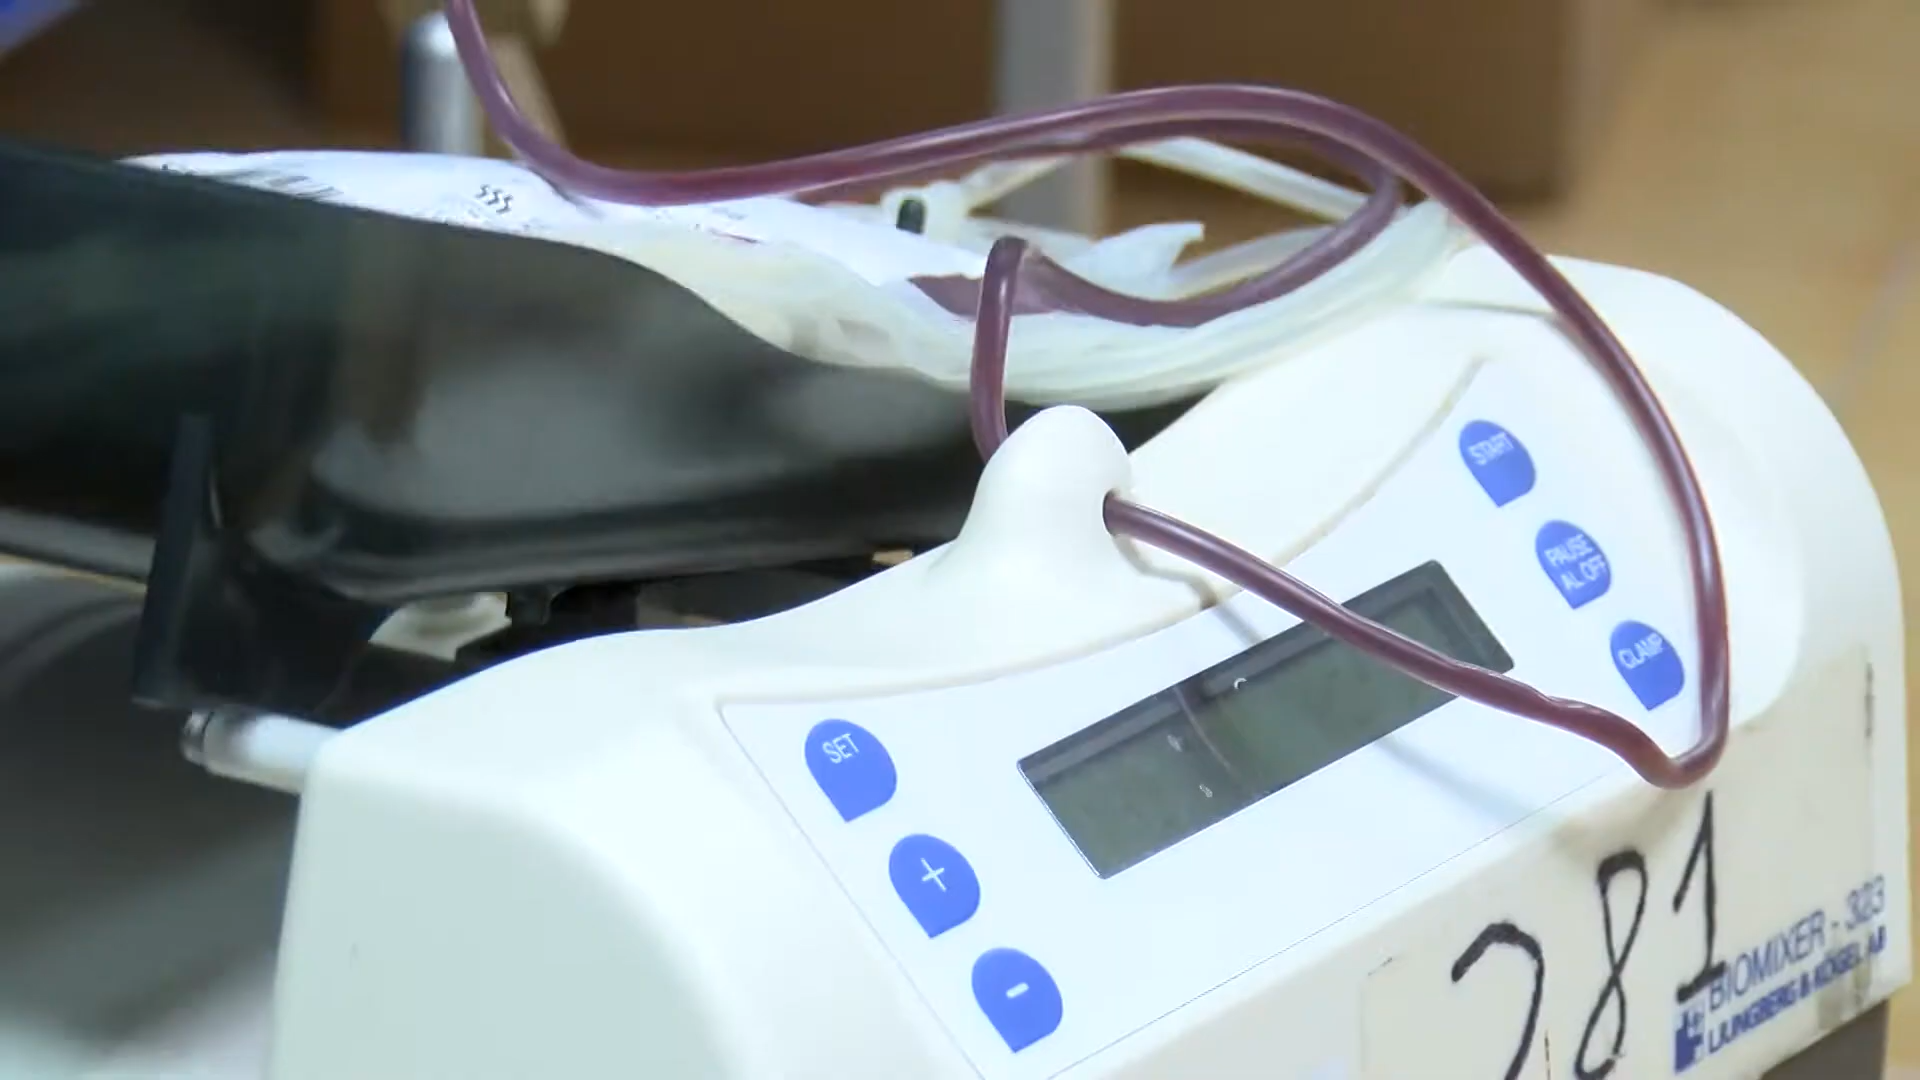 START
PAUSE
AL OFF
CLAMP
SET
+
-
281
BIOMIXER - 323
LJUNGBERG & KÖGEL AB